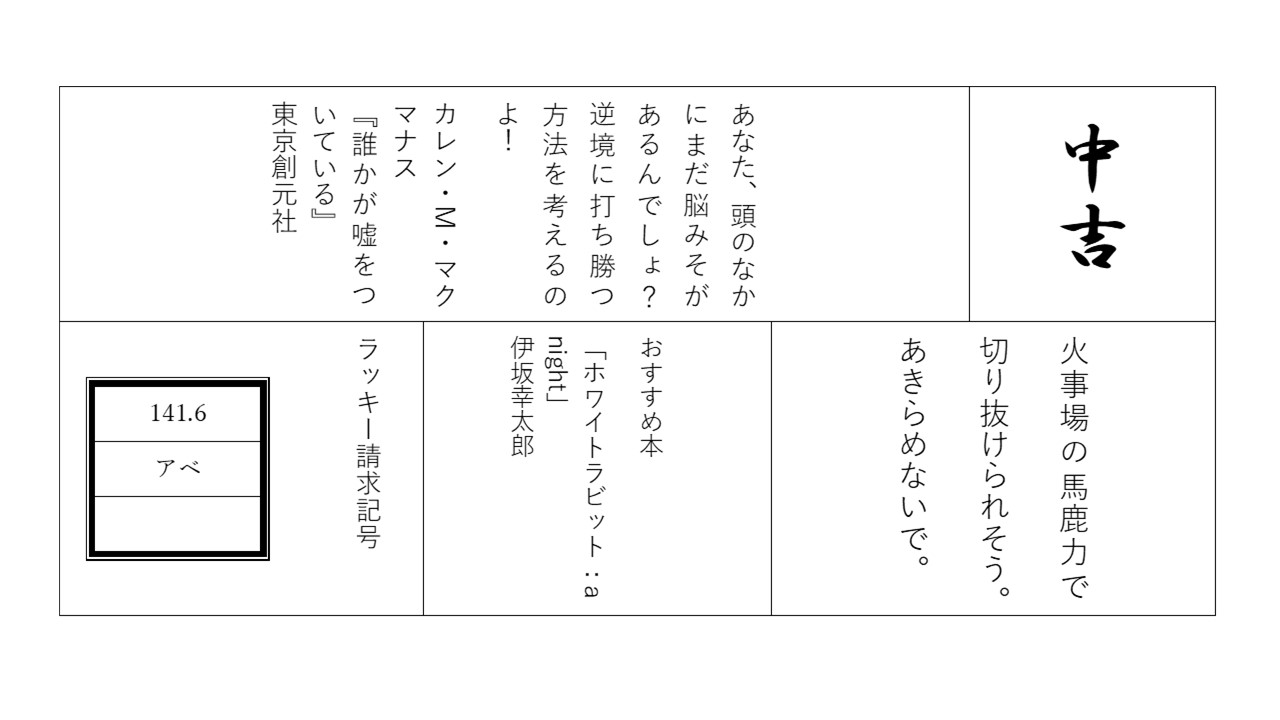 中吉
あなた、頭のなか
にまだ脳みそが
あるんでしょ？
逆境に打ち勝つ
方法を考えるの
よ！
カレン・M・マク
マナス
『誰かが嘘をつ
いている』
東京創元社
火事場の馬鹿力で
切り抜けられそう。
あきらめないで。
おすすめ本
「ホワイトラビット：a
night」
伊坂幸太郎
ラッキー請求記号
141.6
アベ